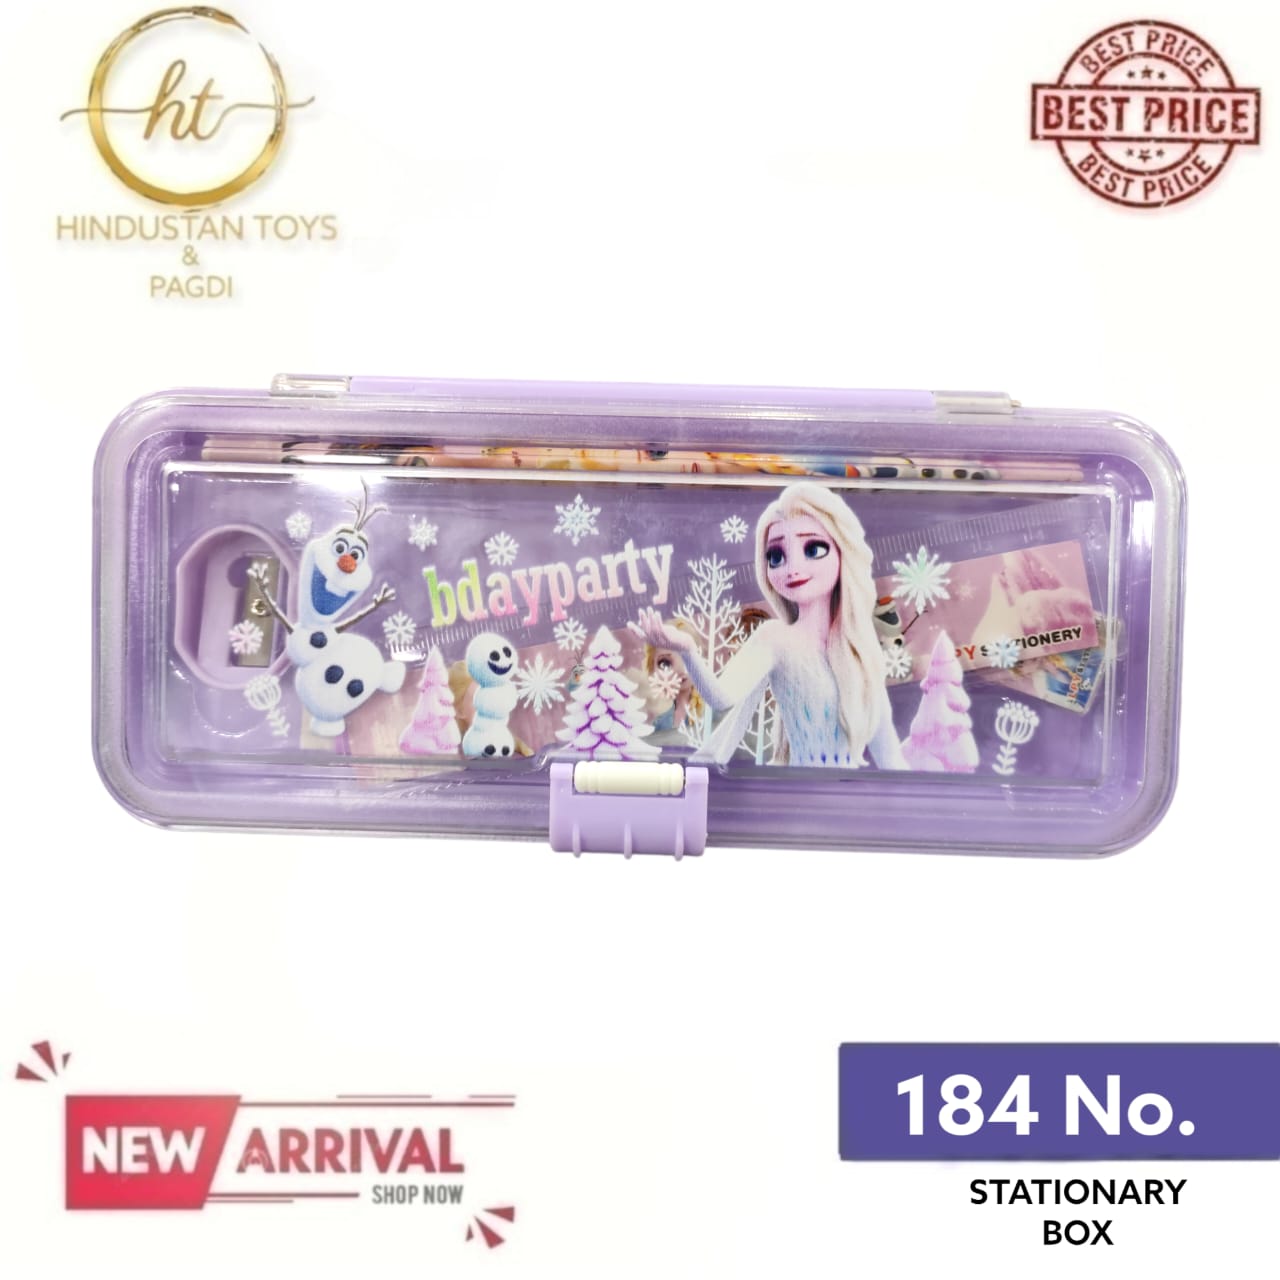 ht
HINDUSTAN TOYS
&
PAGDI
BEST PRICE
BEST PRICE
BEST PRICE
bdayparty
PY STATIONERY
NEW ARRIVAL
SHOP NOW
184 No.
STATIONARY
BOX